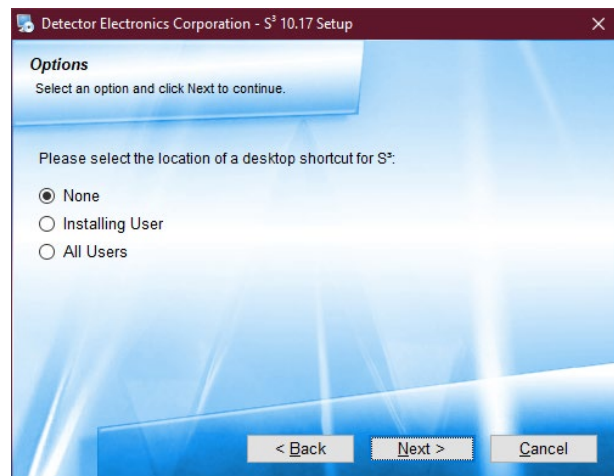 Detector Electronics Corporation - S³ 10.17 Setup
Options
Select an option and click Next to continue.
Please select the location of a desktop shortcut for S³:
None
Installing User
All Users
< Back
Next >
Cancel